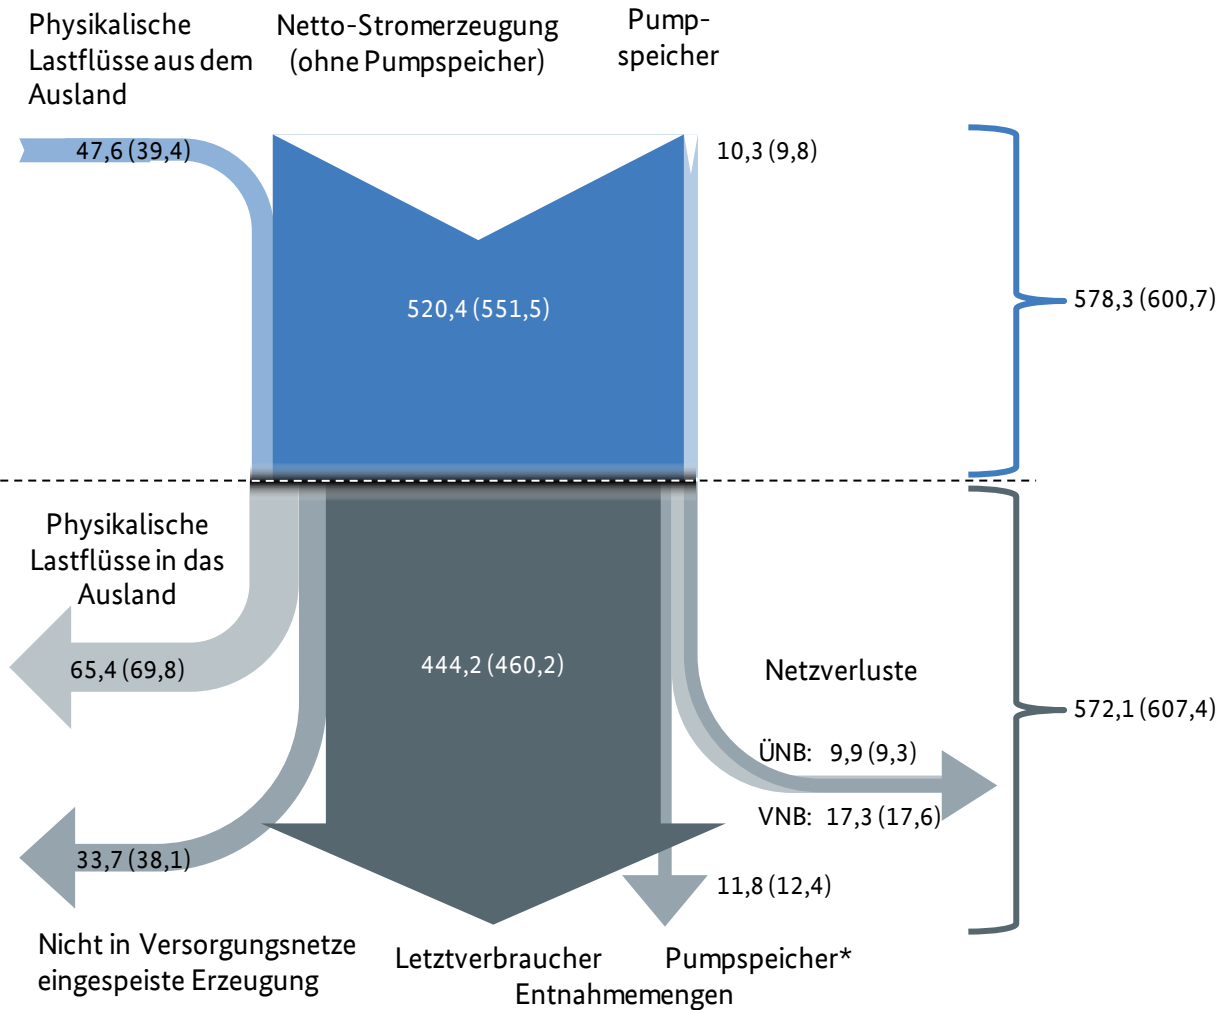 Physikalische
Lastflüsse aus dem
Ausland
Netto-Stromerzeugung
(ohne Pumpspeicher)
Pump-
speicher
47,6 (39,4)
10,3 (9,8)
520,4 (551,5)
578,3 (600,7)
Physikalische
Lastflüsse in das
Ausland
65,4 (69,8)
444,2 (460,2)
Netzverluste
572,1 (607,4)
ÜNB: 9,9 (9,3)
VNB: 17,3 (17,6)
33,7 (38,1)
11,8 (12,4)
Nicht in Versorgungsnetze
eingespeiste Erzeugung
Letztverbraucher
Pumpspeicher*
Entnahmemengen